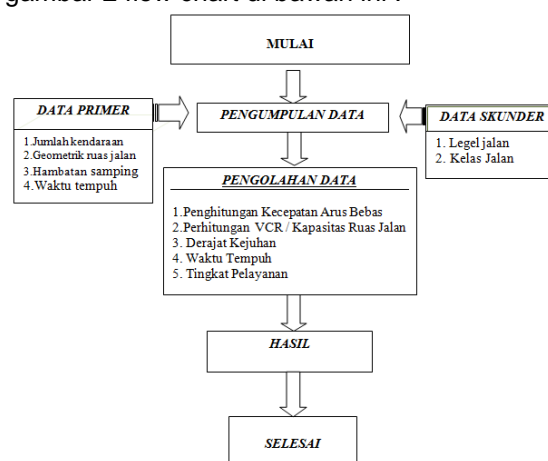 gambar 2 flow chart di bawah ini :
MULAI
DATA PRIMER
1.Jumlah kendaraan
2.Geometrik ruas jalan
3.Hambatan samping
4.Waktu tempuh
PENGUMPULAN DATA
DATA SKUNDER
1. Legel jalan
2. Kelas Jalan
PENGOLAHAN DATA
1.Penghitungan Kecepatan Arus Bebas
2.Perhitungan VCR / Kapasitas Ruas Jalan
3. Derajat Kejuhan
4. Waktu Tempuh
5. Tingkat Pelayanan
HASIL
SELESAI